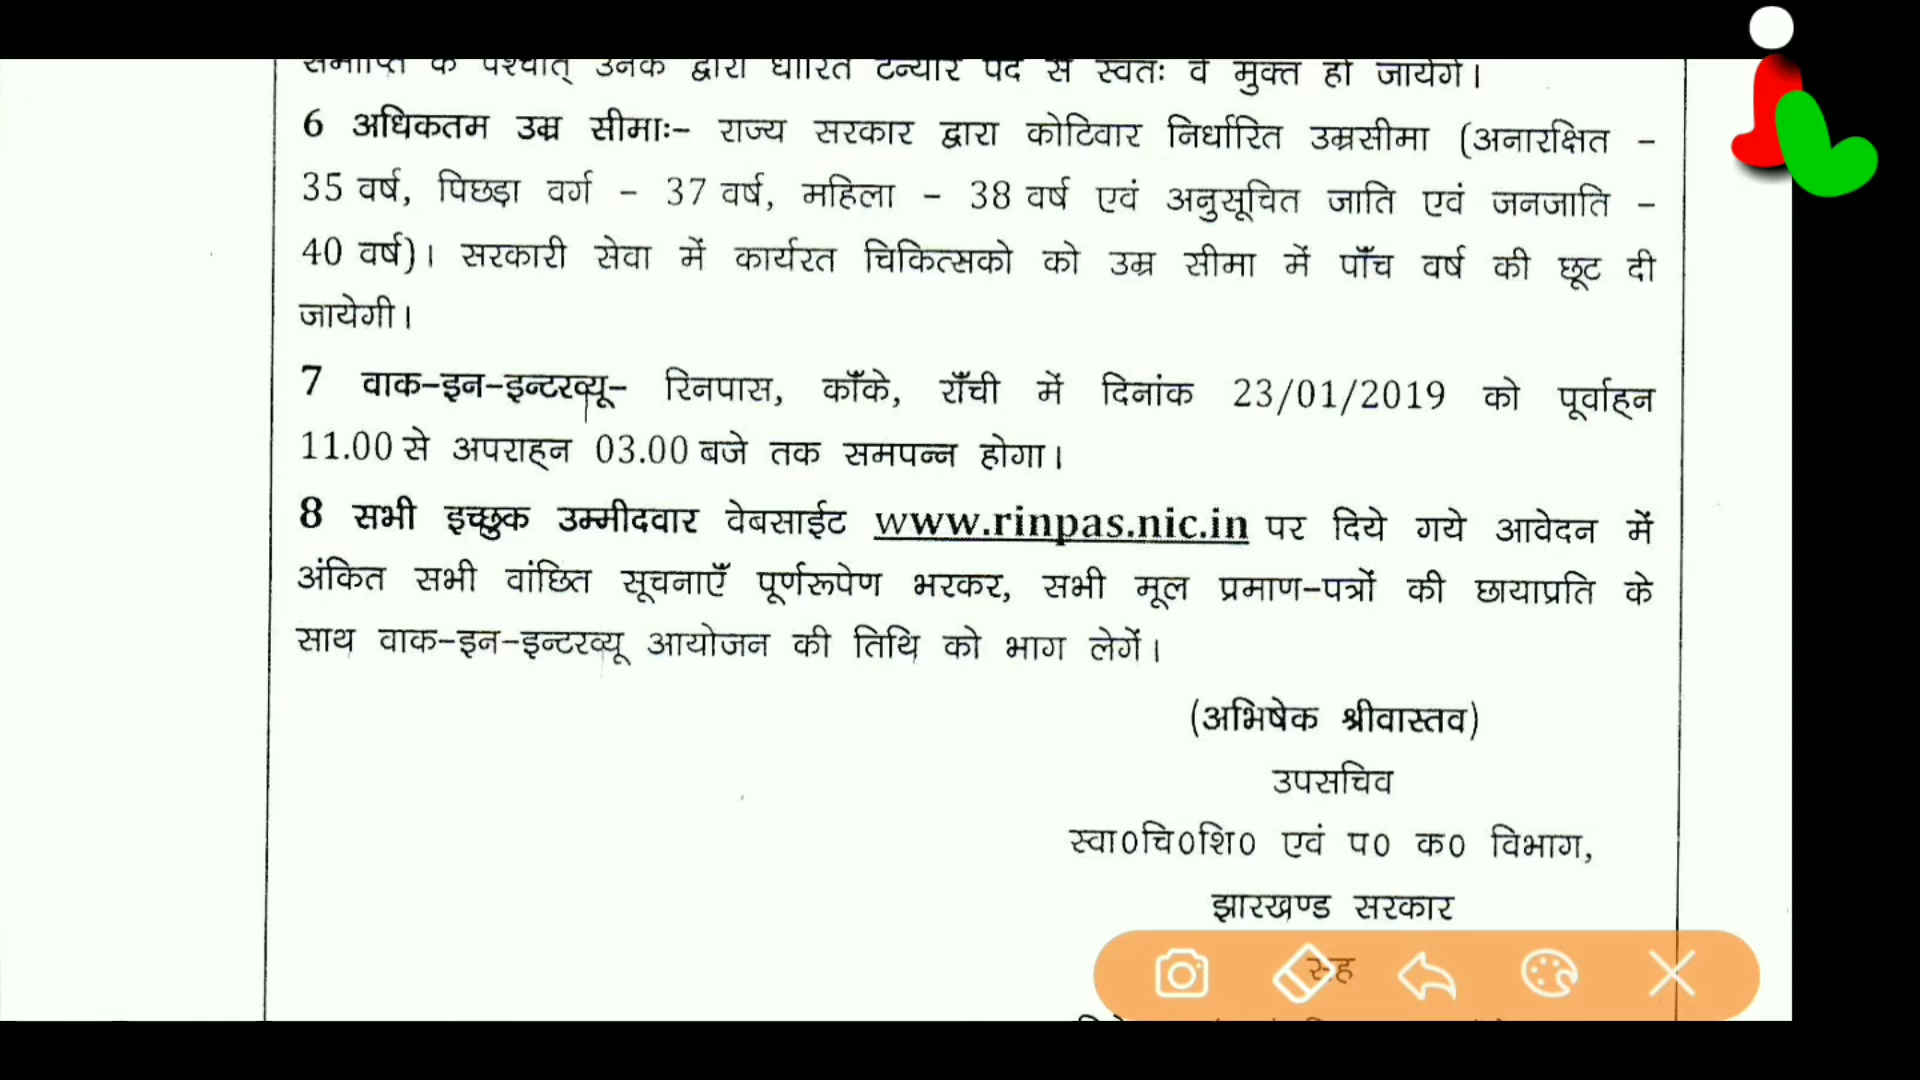 समाप्ति के पश्चात् उनके द्वारा धारित टेन्योर पद से स्वतः वे मुक्त हो जायेगे।
6 अधिकतम उम्र सीमाः- राज्य सरकार द्वारा कोटिवार निर्धारित उम्रसीमा (अनारक्षित -
35 वर्ष, पिछड़ा वर्ग - 37 वर्ष, महिला - 38 वर्ष एवं अनुसूचित जाति एवं जनजाति -
40 वर्ष)। सरकारी सेवा में कार्यरत चिकित्सको को उम्र सीमा में पाँच वर्ष की छूट दी
जायेगी।
7 वाक-इन-इन्टरव्यू- रिनपास, काँके, राँची में दिनांक 23/01/2019 को पूर्वाह्न
11.00 से अपराह्न 03.00 बजे तक समपन्न होगा।
8 सभी इच्छुक उम्मीदवार वेबसाईट www.rinpas.nic.in पर दिये गये आवेदन में
अंकित सभी वांछित सूचनाएँ पूर्णरूपेण भरकर, सभी मूल प्रमाण-पत्रों की छायाप्रति के
साथ वाक-इन-इन्टरव्यू आयोजन की तिथि को भाग लेगें।
(अभिषेक श्रीवास्तव)
उपसचिव
स्वा0चि0शि0 एवं प0 क0 विभाग,
झारखण्ड सरकार